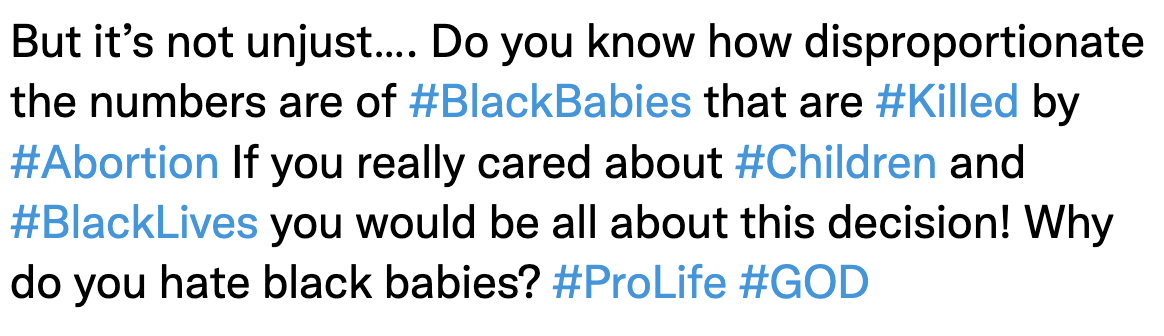 But it’s not unjust…. Do you know how disproportionate
the numbers are of #BlackBabies that are #Killed by
#Abortion If you really cared about #Children and
#BlackLives you would be all about this decision! Why
do you hate black babies? #ProLife #GOD